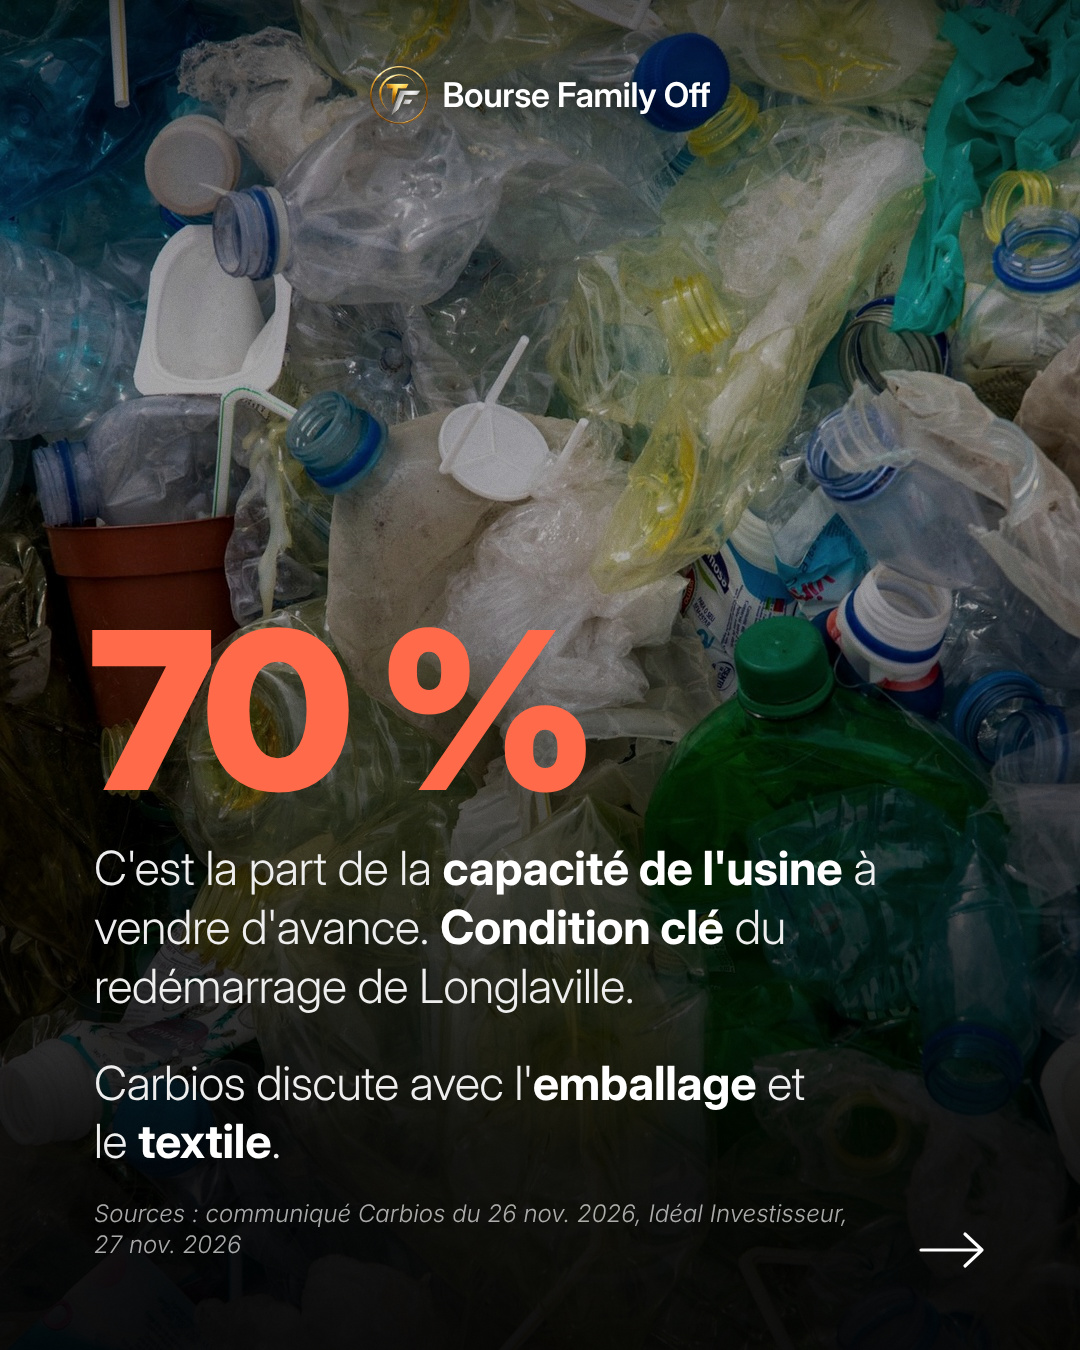 Bourse Family Off
70 %
C'est la part de la capacité de l'usine à
vendre d'avance. Condition clé du
redémarrage de Longlaville.
Carbios discute avec l'emballage et
le textile.
Sources : communiqué Carbios du 26 nov. 2026, Idéal Investisseur,
27 nov. 2026